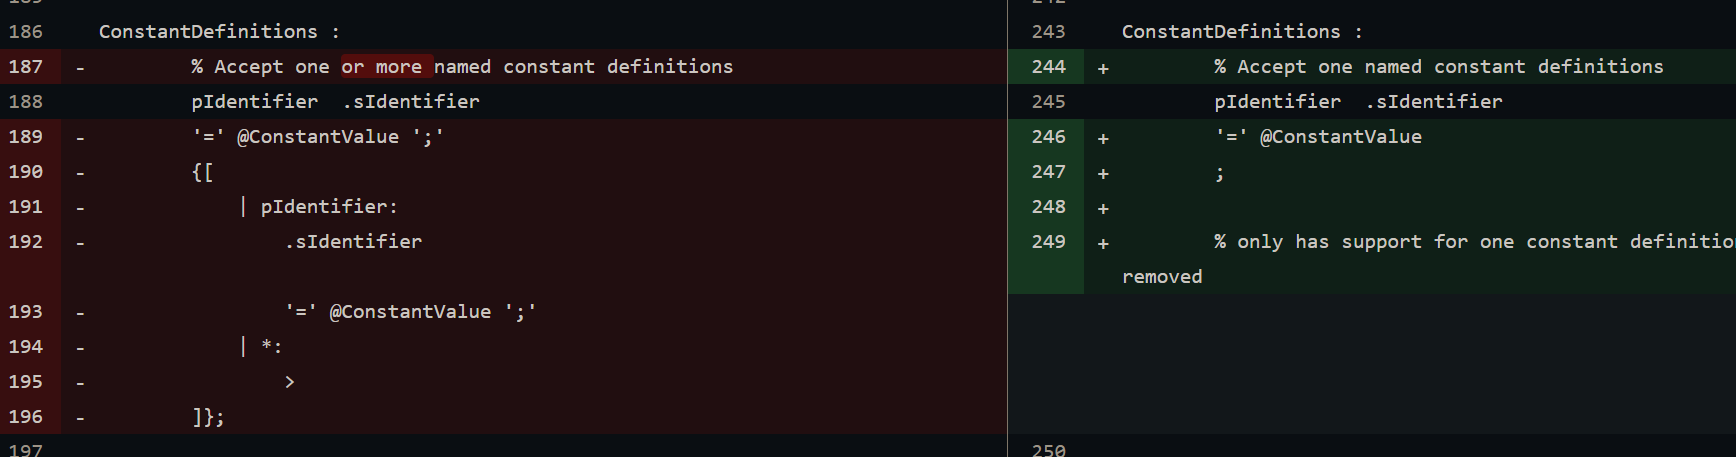 186 ConstantDefinitions :
187 - % Accept one or more named constant definitions
188 pIdentifier .sIdentifier
189 - '=' @ConstantValue ';'
190 - {[
191 - | pIdentifier:
192 - .sIdentifier
193 - '=' @ConstantValue ';'
194 - | *:
195 - >
196 - ]};
197
243 ConstantDefinitions :
244 + % Accept one named constant definitions
245 pIdentifier .sIdentifier
246 + '=' @ConstantValue
247 + ;
248 +
249 + % only has support for one constant
removed
250